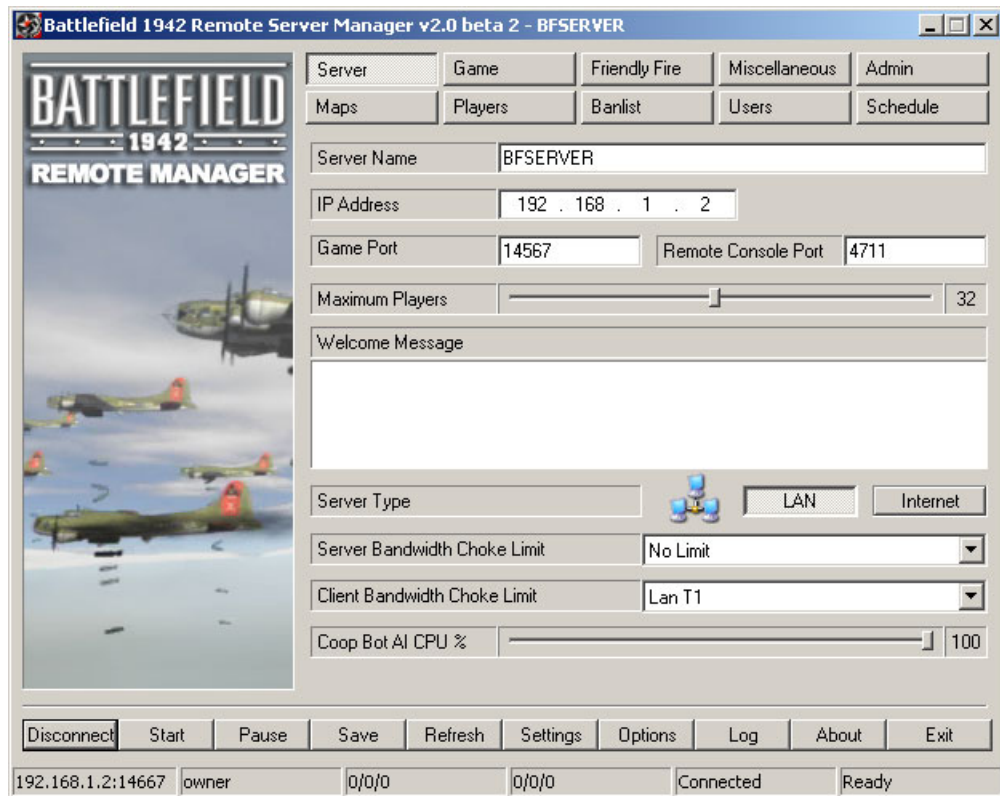 Battlefield 1942 Remote Server Manager v2.0 beta 2 - BFSERVER
BATTLEFIELD
1942
REMOTE MANAGER
Server Game Friendly Fire Miscellaneous Admin
Maps Players Banlist Users Schedule
Server Name BFSERVER
IP Address 192 . 168 . 1 . 2
Game Port 14567 Remote Console Port 4711
Maximum Players 32
Welcome Message
Server Type LAN Internet
Server Bandwidth Choke Limit No Limit
Client Bandwidth Choke Limit Lan T1
Coop Bot AI CPU % 100
Disconnect Start Pause Save Refresh Settings Options Log About Exit
192.168.1.2:14667 owner 0/0/0 0/0/0 Connected Ready